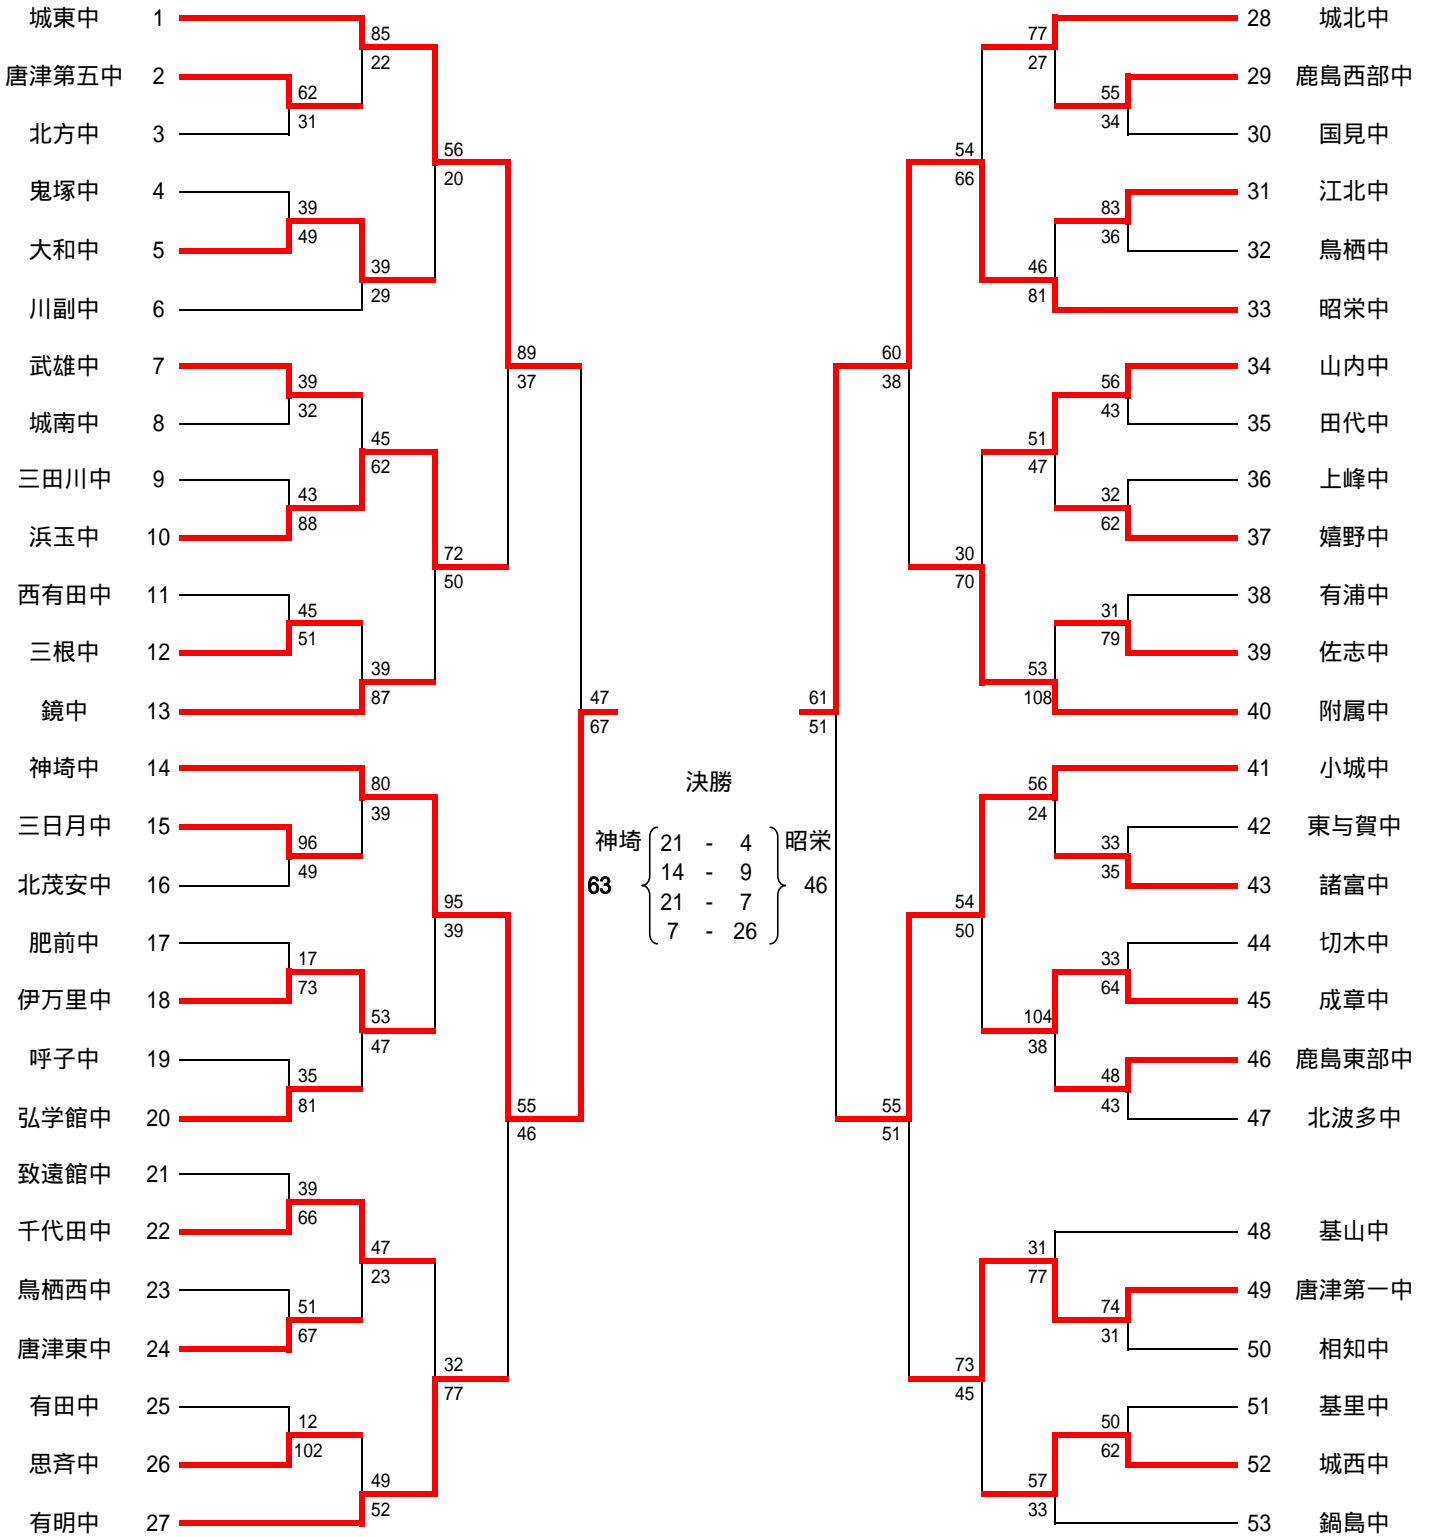 城東中 1
85
22
唐津第五中 2
62
31
北方中 3
56
20
鬼塚中 4
39
49
大和中 5
39
29
川副中 6
89
37
武雄中 7
39
32
城南中 8
45
62
三田川中 9
43
88
浜玉中 10
72
50
西有田中 11
45
51
三根中 12
39
87
鏡中 13
47
67
神埼中 14
80
39
三日月中 15
96
49
北茂安中 16
95
39
肥前中 17
17
73
伊万里中 18
53
47
呼子中 19
35
81
弘学館中 20
55
46
致遠館中 21
39
66
千代田中 22
47
23
鳥栖西中 23
51
67
唐津東中 24
32
77
有田中 25
12
102
思斉中 26
49
52
有明中 27
決勝
神埼 21 - 4 昭栄
14 - 9
63 46
21 - 7
7 - 26
28 城北中
77
27
29 鹿島西部中
55
34
30 国見中
54
66
31 江北中
83
36
32 鳥栖中
46
81
33 昭栄中
60
38
34 山内中
56
43
35 田代中
51
47
36 上峰中
32
62
37 嬉野中
30
70
38 有浦中
31
79
39 佐志中
53
108
40 附属中
61
51
41 小城中
56
24
42 東与賀中
33
35
43 諸富中
54
50
44 切木中
33
64
45 成章中
104
38
46 鹿島東部中
48
43
47 北波多中
55
51
48 基山中
31
77
49 唐津第一中
74
31
50 相知中
73
45
51 基里中
50
62
52 城西中
57
33
53 鍋島中